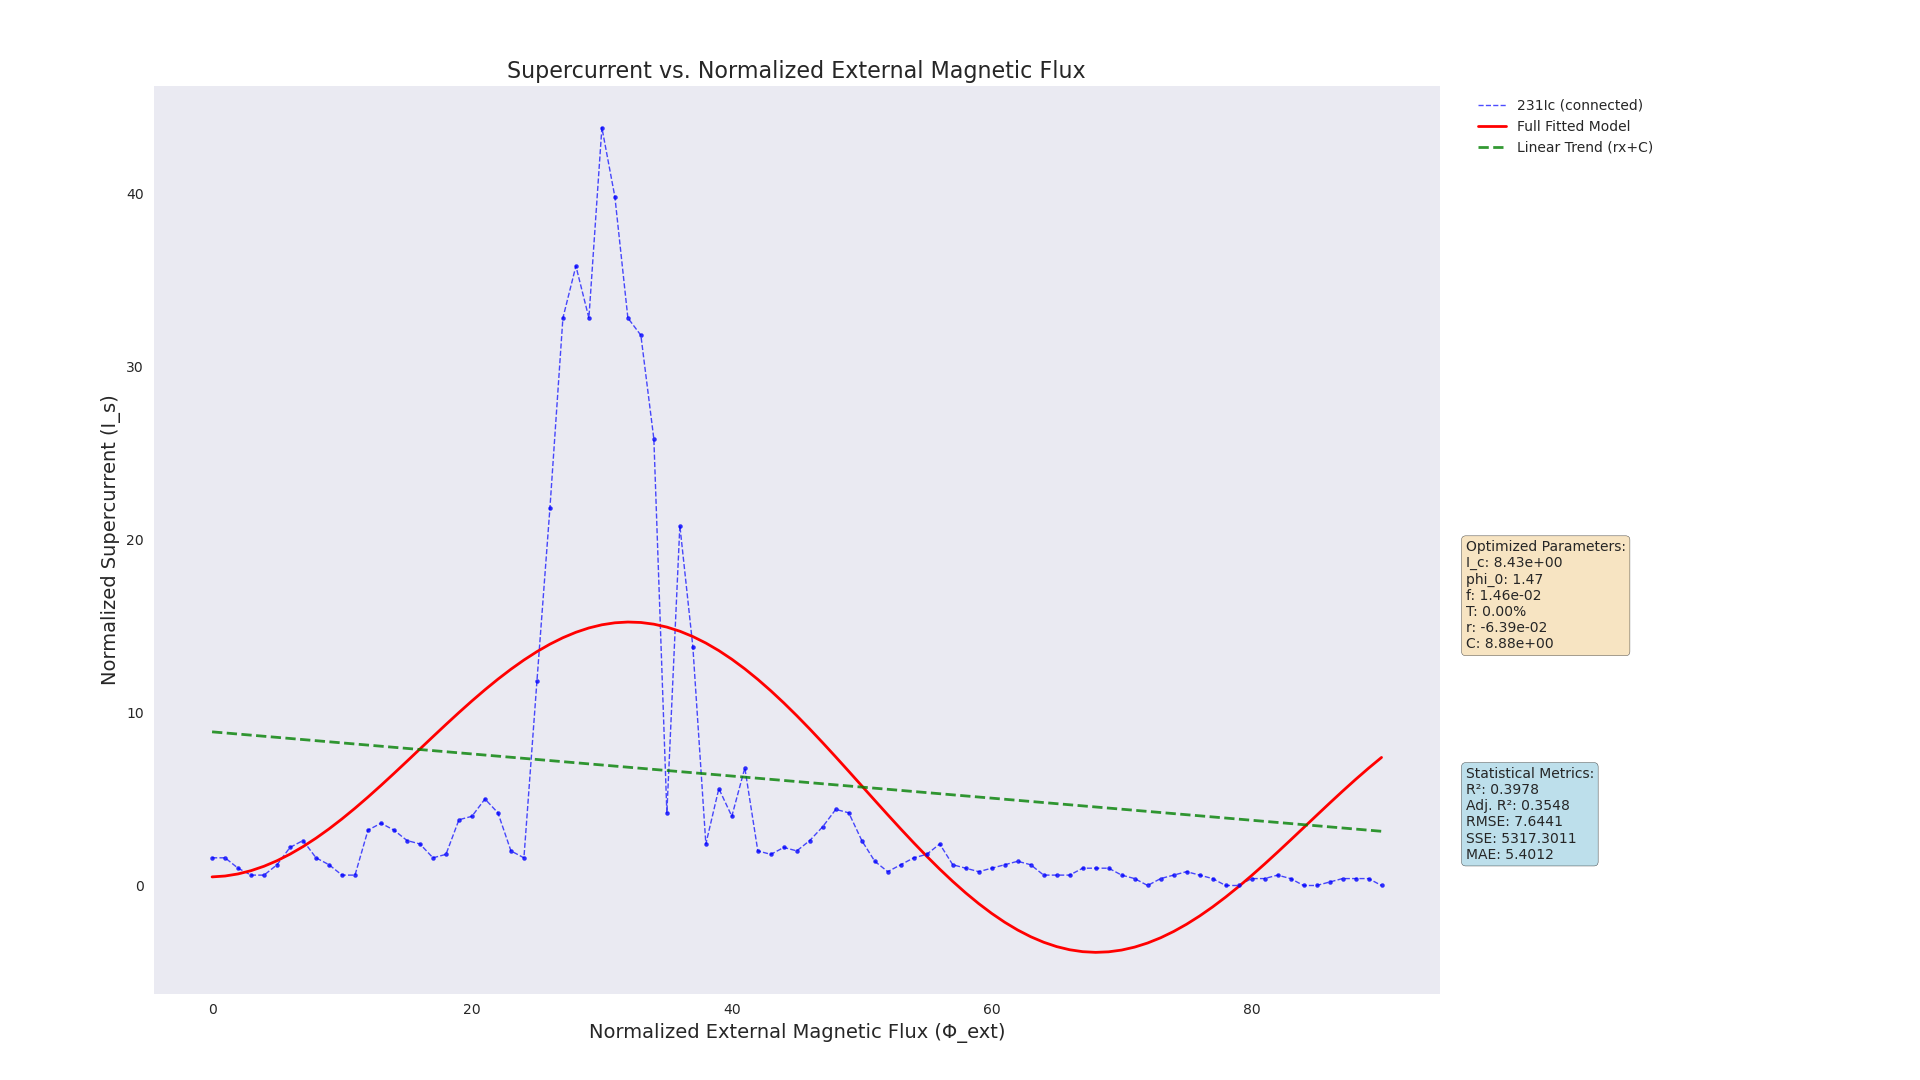 Supercurrent vs. Normalized External Magnetic Flux
231Ic (connected)
Full Fitted Model
Linear Trend (rx+C)
Normalized Supercurrent (I_s)
40
30
20
10
0
Optimized Parameters:
I_c: 8.43e+00
phi_0: 1.47
f: 1.46e-02
T: 0.00%
r: -6.39e-02
C: 8.88e+00
Statistical Metrics:
R²: 0.3978
Adj. R²: 0.3548
RMSE: 7.6441
SSE: 5317.3011
MAE: 5.4012
0 20 40 60 80
Normalized External Magnetic Flux (Φ_ext)